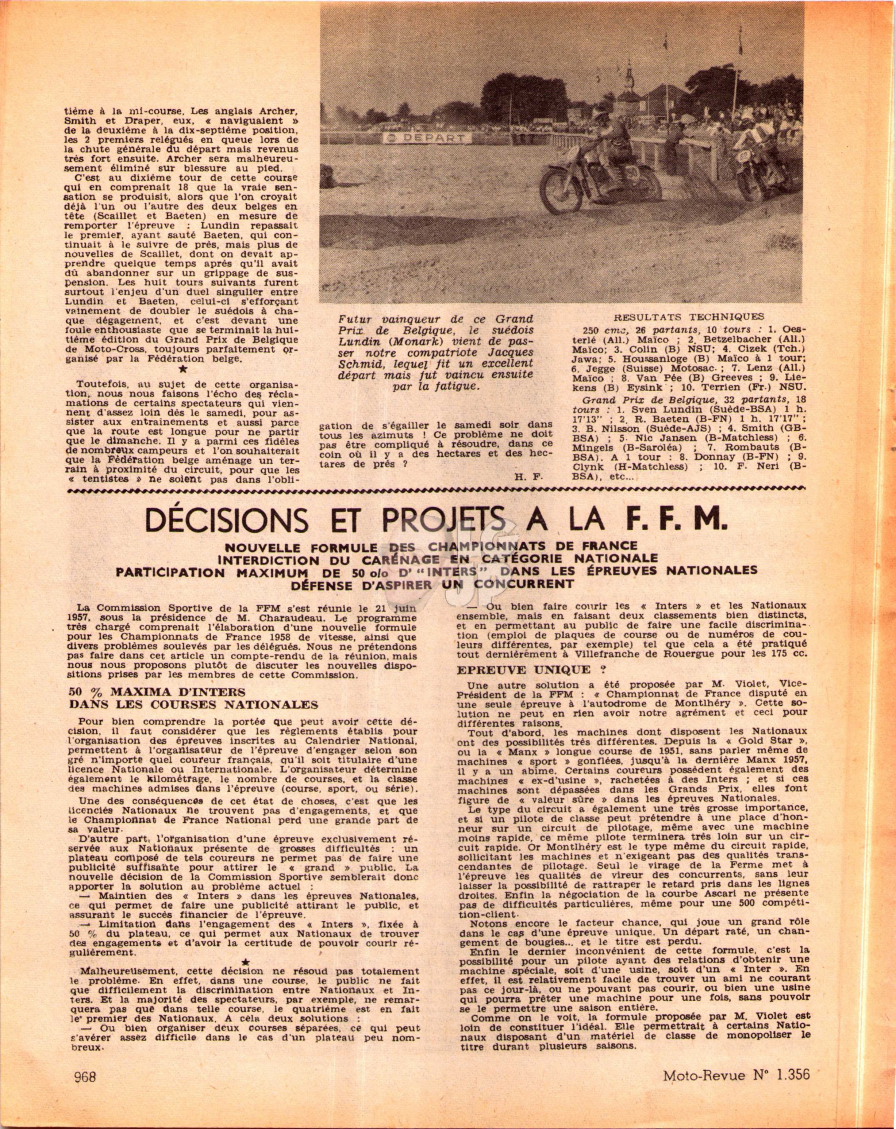 tième à la mi-course. Les anglais Archer,
Smith et Draper, eux, « naviguaient »
de la deuxième à la dix-septième position,
les 2 premiers relégués en queue lors de
la chute générale du départ mais revenus
très fort ensuite. Archer sera malheureu-
sement éliminé sur blessure au pied.
C'est au dixième tour de cette course
qui en comprenait 18 que la vraie sen-
sation se produisit, alors que l'on croyait
déjà l'un ou l'autre des deux belges en
tête (Scaillet et Baeten) en mesure de
remporter l'épreuve : Lundin repassait
le premier, ayant sauté Baeten, qui con-
tinuait à le suivre de près, mais plus de
nouvelles de Scaillet, dont on devait ap-
prendre quelque temps après qu'il avait
dû abandonner sur un grippage de sus-
pension. Les huit tours suivants furent
surtout l'enjeu d'un duel singulier entre
Lundin et Baeten, celui-ci s'efforçant
vainement de doubler le suédois à cha-
que dégagement, et c'est devant une
foule enthousiaste que se terminait la hui-
tième édition du Grand Prix de Belgique
de Moto-Cross, toujours parfaitement or-
ganisé par la Fédération belge.
★
Toutefois, au sujet de cette organisa-
tion, nous nous faisons l'écho des récla-
mations de certains spectateurs qui vien-
nent d'assez loin dès le samedi, pour as-
sister aux entrainements et aussi parce
que la route est longue pour ne partir
que le dimanche. Il y a parmi ces fidèles
de nombreux campeurs et l'on souhaiterait
que la Fédération belge aménage un ter-
rain à proximité du circuit, pour que les
« tentistes » ne soient pas dans l'obli-
DÉPART
Futur vainqueur de ce Grand
Prix de Belgique, le suédois
Lundin (Monark) vient de pas-
ser notre compatriote Jacques
Schmid, lequel fit un excellent
départ mais fut vaincu ensuite
par la fatigue.
gation de s'égailler le samedi soir dans
tous les azimuts ! Ce problème ne doit
pas être compliqué à résoudre, dans ce
coin où il y a des hectares et des hec-
tares de prés ?
H. F.
RESULTATS TECHNIQUES
250 cmc, 26 partants, 10 tours : 1. Oes-
terlé (All.) Maïco ; 2. Betzelbacher (All.)
Maïco; 3. Colin (B) NSU; 4. Cizek (Tch.)
Jawa; 5. Houssanloge (B) Maïco à 1 tour;
6. Jegge (Suisse) Motosac. ; 7. Lenz (All.)
Maïco ; 8. Van Pée (B) Greeves ; 9. Lie-
kens (B) Eysink ; 10. Terrien (Fr.) NSU.
Grand Prix de Belgique, 32 partants, 18
tours : 1. Sven Lundin (Suède-BSA) 1 h.
17'13" ; 2. R. Baeten (B-FN) 1 h. 17'17" ;
3. B. Nilsson (Suède-AJS) ; 4. Smith (GB-
BSA) ; 5. Nic Jansen (B-Matchless) ; 6.
Mingels (B-Saroléa) ; 7. Rombauts (B-
BSA). A 1 tour : 8. Donnay (B-FN) ; 9.
Clynk (H-Matchless) ; 10. F. Neri (B-
BSA), etc...
DÉCISIONS ET PROJETS A LA F. F. M.
NOUVELLE FORMULE DES CHAMPIONNATS DE FRANCE
INTERDICTION DU CARÉNAGE EN CATÉGORIE NATIONALE
PARTICIPATION MAXIMUM DE 50 o/o D' "INTERS" DANS LES ÉPREUVES NATIONALES
DÉFENSE D'ASPIRER UN CONCURRENT
La Commission Sportive de la FFM s'est réunie le 21 juin
1957, sous la présidence de M. Charaudeau. Le programme
très chargé comprenait l'élaboration d'une nouvelle formule
pour les Championnats de France 1958 de vitesse, ainsi que
divers problèmes soulevés par les délégués. Nous ne prétendons
pas faire dans cet article un compte-rendu de la réunion, mais
nous nous proposons plutôt de discuter les nouvelles dispo-
sitions prises par les membres de cette Commission.
50 % MAXIMA D'INTERS
DANS LES COURSES NATIONALES
Pour bien comprendre la portée que peut avoir cette dé-
cision, il faut considérer que les règlements établis pour
l'organisation des épreuves inscrites au Calendrier National,
permettent à l'organisateur de l'épreuve d'engager selon son
gré n'importe quel coureur français, qu'il soit titulaire d'une
licence Nationale ou Internationale. L'organisateur détermine
également le kilométrage, le nombre de courses, et la classe
des machines admises dans l'épreuve (course, sport, ou série).
Une des conséquences de cet état de choses, c'est que les
licenciés Nationaux ne trouvent pas d'engagements, et que
le Championnat de France National perd une grande part de
sa valeur.
D'autre part, l'organisation d'une épreuve exclusivement ré-
servée aux Nationaux présente de grosses difficultés : un
plateau composé de tels coureurs ne permet pas de faire une
publicité suffisante pour attirer le « grand » public. La
nouvelle décision de la Commission Sportive semblerait donc
apporter la solution au problème actuel :
— Maintien des « Inters » dans les épreuves Nationales,
ce qui permet de faire une publicité attirant le public, et
assurant le succès financier de l'épreuve.
— Limitation dans l'engagement des « Inters », fixée à
50 % du plateau, ce qui permet aux Nationaux de trouver
des engagements et d'avoir la certitude de pouvoir courir ré-
gulièrement.
★
Malheureusement, cette décision ne résoud pas totalement
le problème. En effet, dans une course, le public ne fait
que difficilement la discrimination entre Nationaux et In-
ters. Et la majorité des spectateurs, par exemple, ne remar-
quera pas que dans telle course, le quatrième est en fait
le premier des Nationaux. A cela deux solutions :
— Ou bien organiser deux courses séparées, ce qui peut
s'avérer assez difficile dans le cas d'un plateau peu nom-
breux.
— Ou bien faire courir les « Inters » et les Nationaux
ensemble, mais en faisant deux classements bien distincts,
et en permettant au public de faire une facile discrimina-
tion (emploi de plaques de course ou de numéros de cou-
leurs différentes, par exemple) tel que cela a été pratiqué
tout dernièrement à Villefranche de Rouergue pour les 175 cc.
EPREUVE UNIQUE ?
Une autre solution a été proposée par M. Violet, Vice-
Président de la FFM : « Championnat de France disputé en
une seule épreuve à l'autodrome de Montlhéry ». Cette so-
lution ne peut en rien avoir notre agrément et ceci pour
différentes raisons.
Tout d'abord, les machines dont disposent les Nationaux
ont des possibilités très différentes. Depuis la « Gold Star »,
ou la « Manx » longue course de 1951, sans parler même de
machines « sport » gonflées, jusqu'à la dernière Manx 1957,
il y a un abime. Certains coureurs possèdent également des
machines « ex-d'usine », rachetées à des Inters ; et si ces
machines sont dépassées dans les Grands Prix, elles font
figure de « valeur sûre » dans les épreuves Nationales.
Le type du circuit a également une très grosse importance,
et si un pilote de classe peut prétendre à une place d'hon-
neur sur un circuit de pilotage, même avec une machine
moins rapide, ce même pilote terminera très loin sur un cir-
cuit rapide. Or Montlhéry est le type même du circuit rapide,
sollicitant les machines et n'exigeant pas des qualités trans-
cendantes de pilotage. Seul le virage de la Ferme met à
l'épreuve les qualités de vireur des concurrents, sans leur
laisser la possibilité de rattraper le retard pris dans les lignes
droites. Enfin la négociation de la courbe Ascari ne présente
pas de difficultés particulières, même pour une 500 compéti-
tion-client.
Notons encore le facteur chance, qui joue un grand rôle
dans le cas d'une épreuve unique. Un départ raté, un chan-
gement de bougies... et le titre est perdu.
Enfin le dernier inconvénient de cette formule, c'est la
possibilité pour un pilote ayant des relations d'obtenir une
machine spéciale, soit d'une usine, soit d'un « Inter ». En
effet, il est relativement facile de trouver un ami ne courant
pas ce jour-là, ou ne pouvant pas courir, ou bien une usine
qui pourra prêter une machine pour une fois, sans pouvoir
se le permettre une saison entière.
Comme on le voit, la formule proposée par M. Violet est
loin de constituer l'idéal. Elle permettrait à certains Natio-
naux disposant d'un matériel de classe de monopoliser le
titre durant plusieurs saisons.
968
Moto-Revue N° 1.356